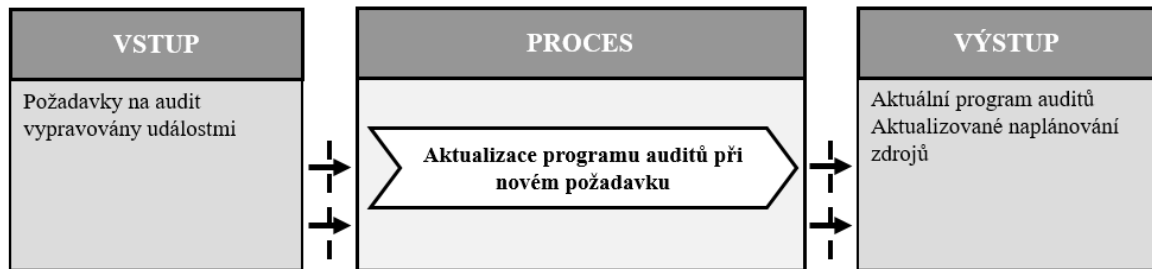 VSTUP
Požadavky na audit
vypravovány událostmi
PROCES
Aktualizace programu auditů při
novém požadavku
VÝSTUP
Aktuální program auditů
Aktualizované naplánování
zdrojů